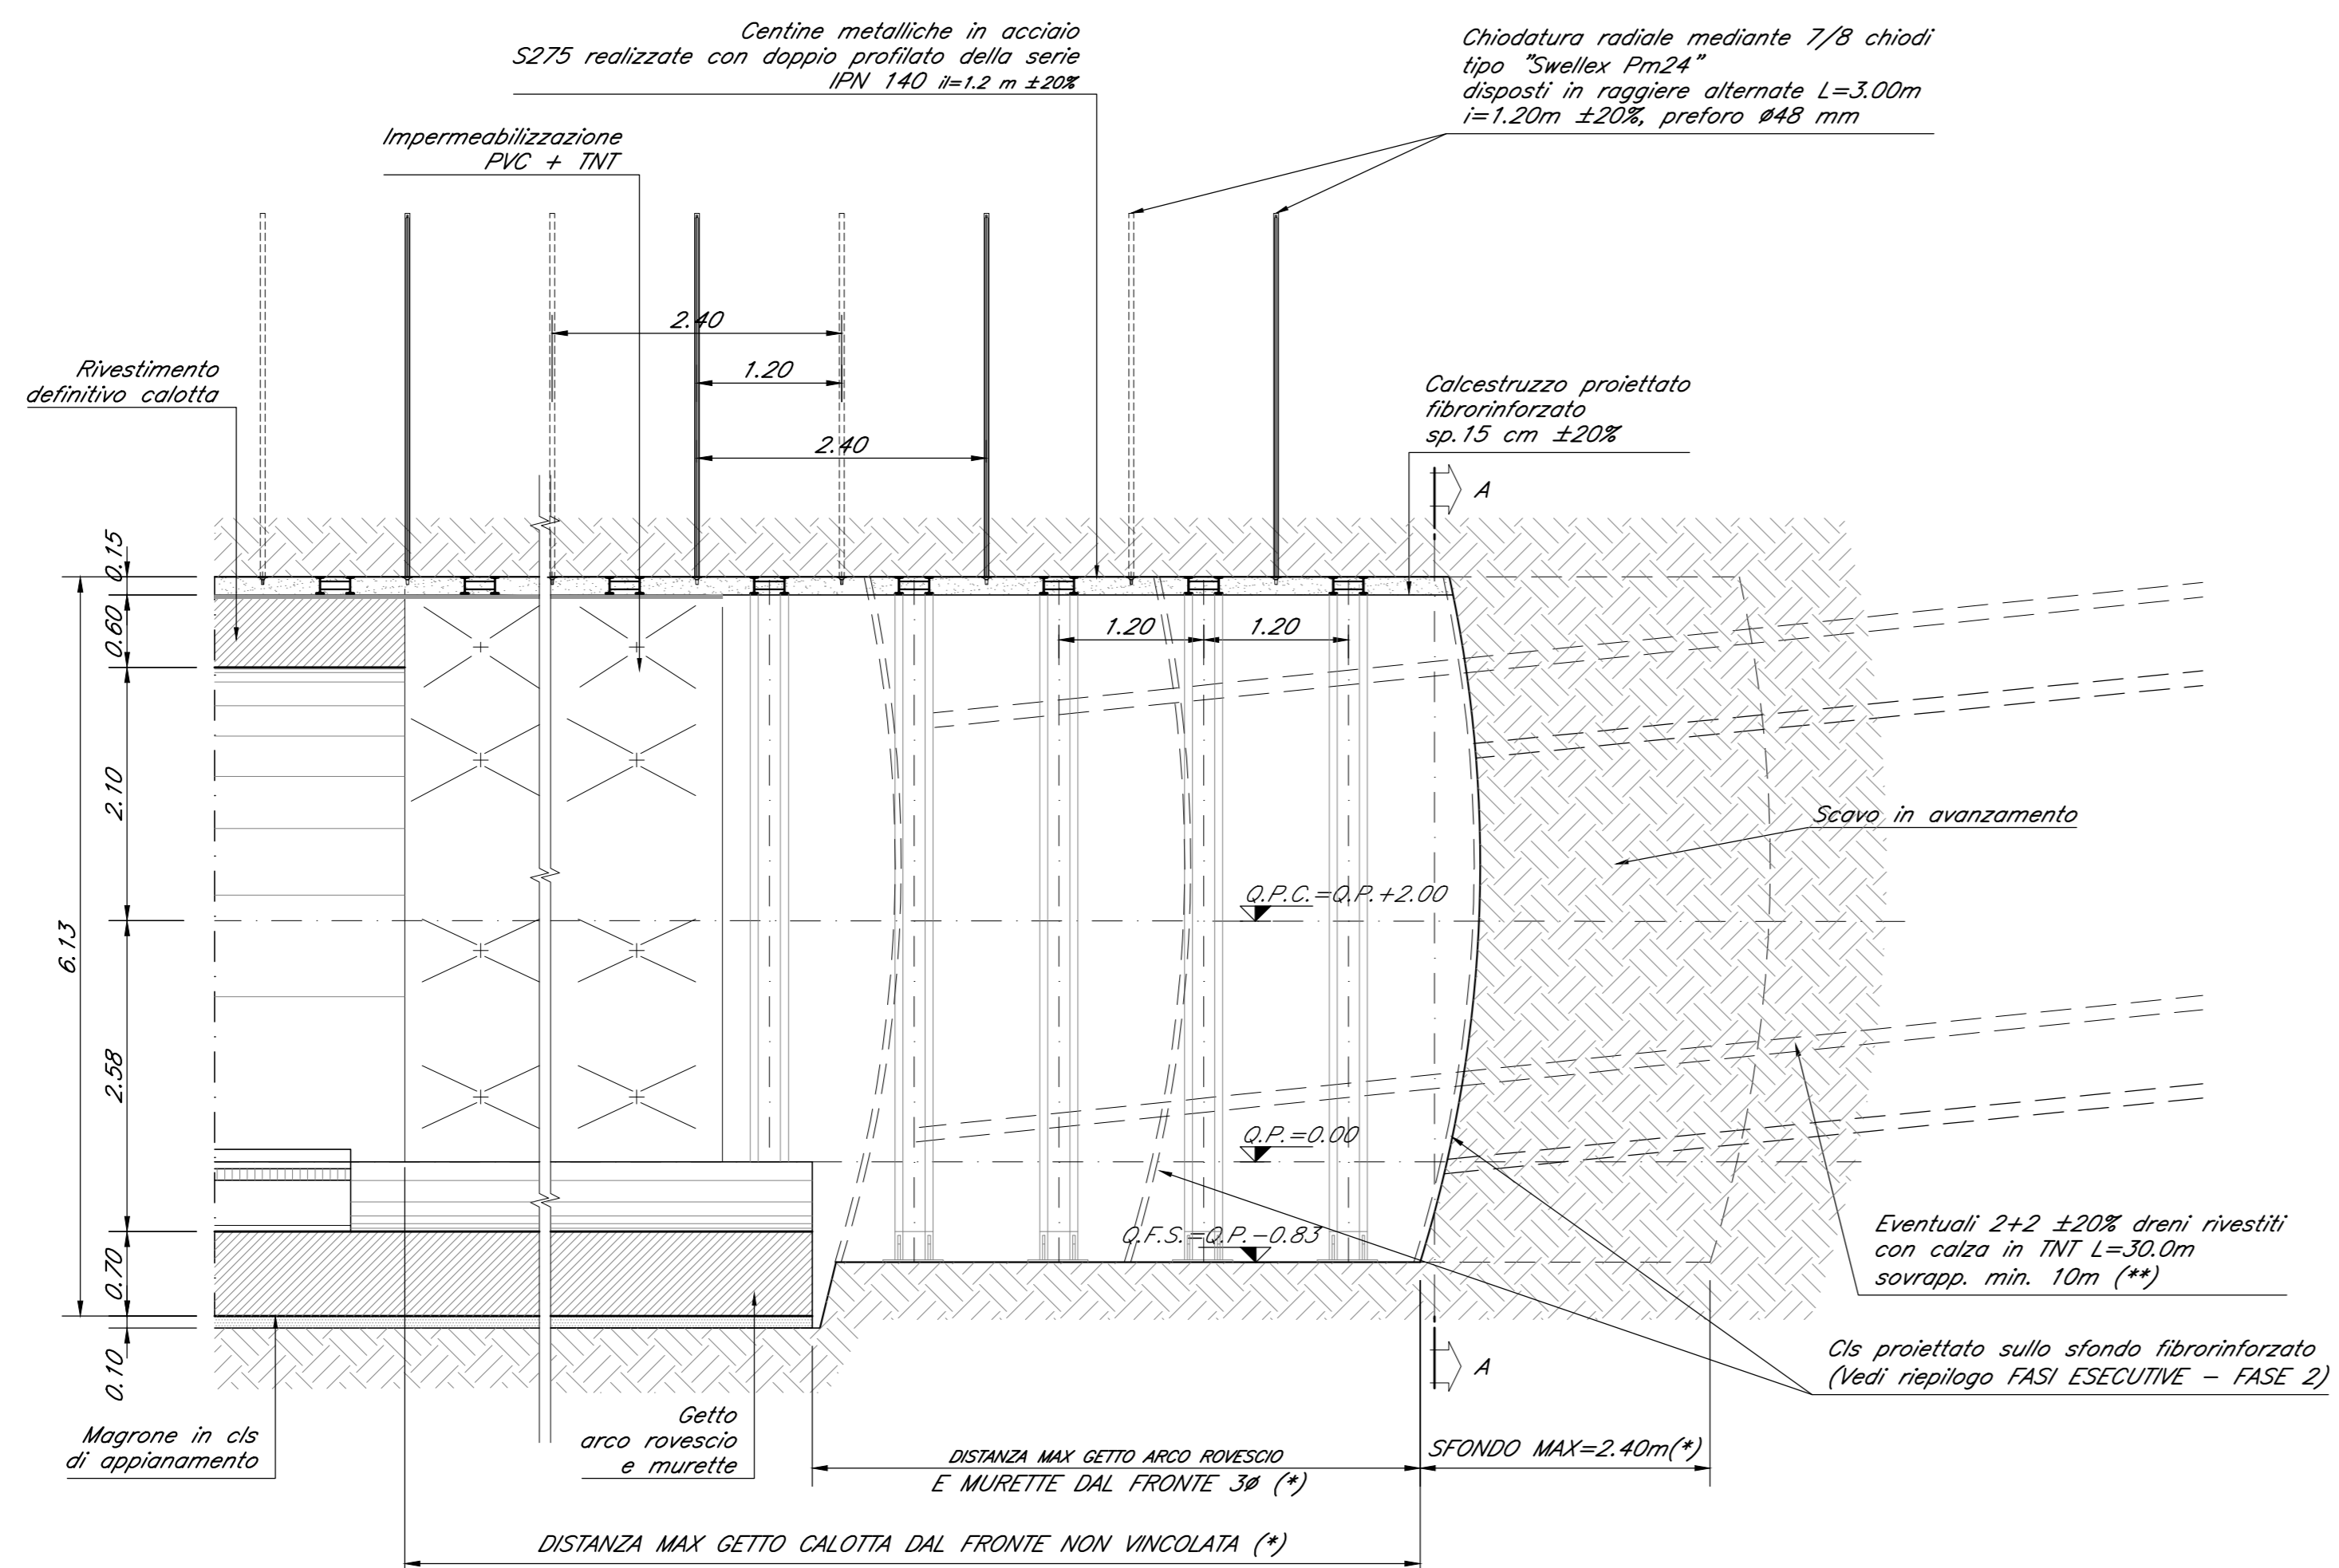 Centine metalliche in acciaio
S275 realizzate con doppio profilato della serie
IPN 140 il=1.2 m ±20%
Chiodatura radiale mediante 7/8 chiodi
tipo "Swellex Pm24"
disposti in raggiere alternate L=3.00m
i=1.20m ±20%, preforo ø48 mm
Impermeabilizzazione
PVC + TNT
2.40
1.20
2.40
Rivestimento
definitivo calotta
Calcestruzzo proiettato
fibrorinforzato
sp.15 cm ±20%
A
0.15
0.60
2.10
6.13
2.58
0.70
0.10
1.20
1.20
Scavo in avanzamento
Q.P.C.=Q.P.+2.00
Q.P.=0.00
Q.F.S.=Q.P.-0.83
Eventuali 2+2 ±20% dreni rivestiti
con calza in TNT L=30.0m
sovrapp. min. 10m (**)
Cls proiettato sullo sfondo fibrorinforzato
(Vedi riepilogo FASI ESECUTIVE – FASE 2)
A
Magrone in cls
di appianamento
Getto
arco rovescio
e murette
DISTANZA MAX GETTO ARCO ROVESCIO
E MURETTE DAL FRONTE 3ø (*)
SFONDO MAX=2.40m(*)
DISTANZA MAX GETTO CALOTTA DAL FRONTE NON VINCOLATA (*)